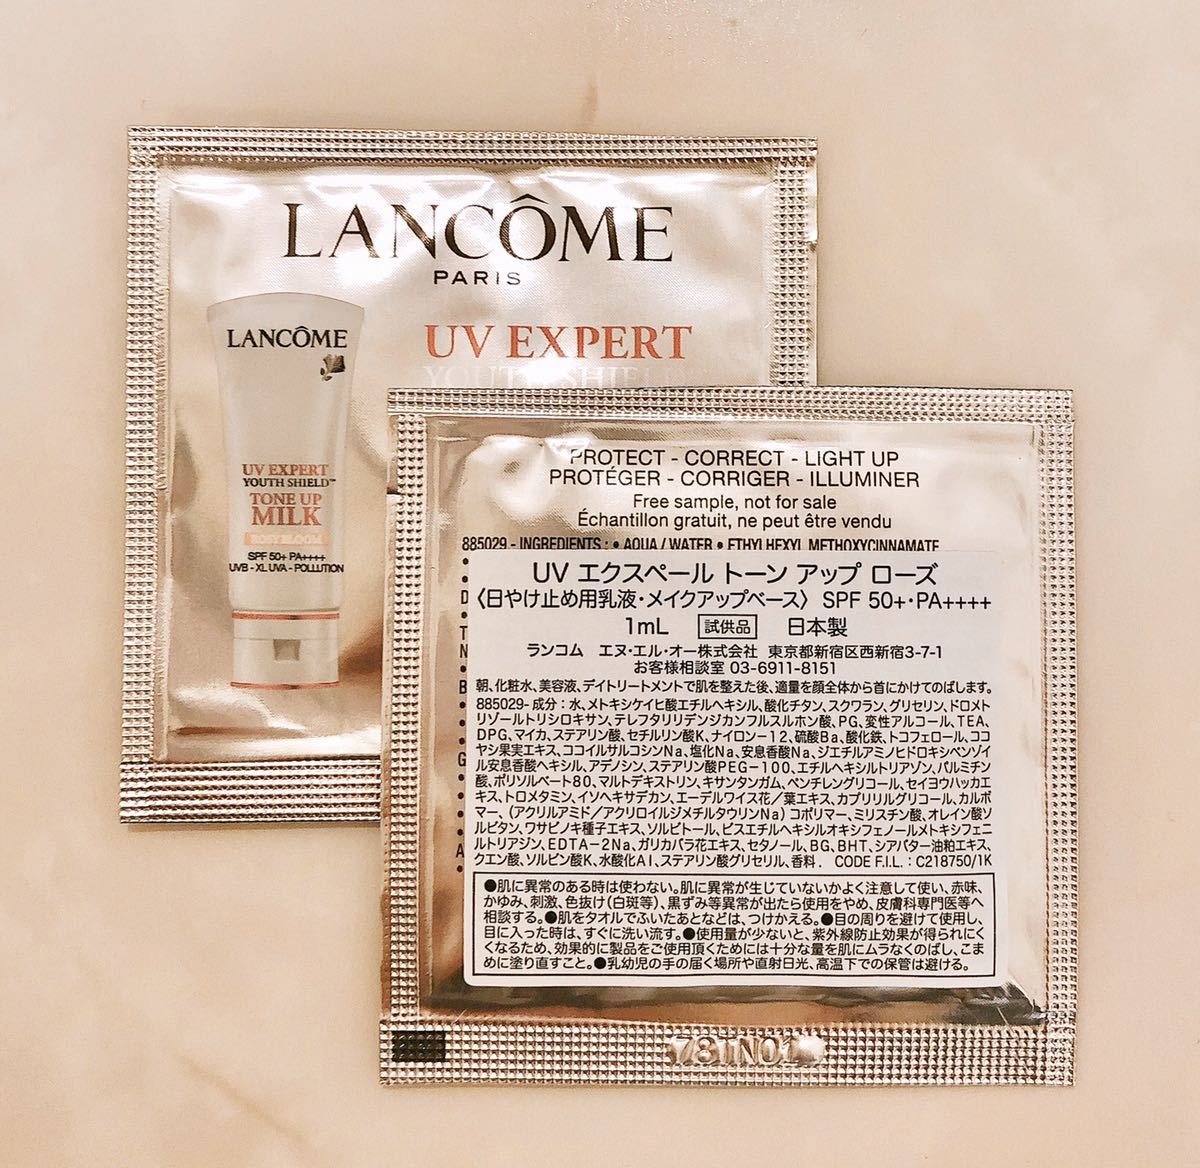 LANCÔME
PARIS
UV EXPERT
YOUTH SHIEL
LANCÔME
UV EXPERT
YOUTH SHIELD™
TONE UP
MILK
ROSY BLOOM
SPF 50+ PA++++
UVB - XL UVA - POLLUTION
PROTECT - CORRECT - LIGHT UP
PROTÉGER - CORRIGER - ILLUMINER
Free sample, not for sale
Échantillon gratuit, ne peut être vendu
885029 - INGREDIENTS : • AQUA / WATER • ETHYLHEXYL METHOXYCINNAMATE
UV エクスペール トーン アップ ローズ
〈日やけ止め用乳液・メイクアップベース〉 SPF 50+・PA++++
1mL 試供品 日本製
ランコム エヌ・エル・オー株式会社 東京都新宿区西新宿3-7-1
お客様相談室 03-6911-8151
朝、化粧水、美容液、デイトリートメントで肌を整えた後、適量を顔全体から首にかけてのばします。
885029- 成分：水、メトキシケイヒ酸エチルヘキシル、酸化チタン、スクワラン、グリセリン、ドロメト
リゾールトリシロキサン、テレフタリリデンジカンフルスルホン酸、PG、変性アルコール、TEA、
DPG、マイカ、ステアリン酸、セチルリン酸K、ナイロン-12、硫酸Ba、酸化鉄、トコフェロール、ココ
ヤシ果実エキス、ココイルサルコシンNa、塩化Na、安息香酸Na、ジエチルアミノヒドロキシベンゾイ
ル安息香酸ヘキシル、アデノシン、ステアリン酸PEG-100、エチルヘキシルトリアゾン、パルミチン
酸、ポリソルベート80、マルトデキストリン、キサンタンガム、ペンチレングリコール、セイヨウハッカエ
キス、トロメタミン、イソヘキサデカン、エーデルワイス花／葉エキス、カプリリルグリコール、カルボ
マー、（アクリルアミド／アクリロイルジメチルタウリンNa）コポリマー、ミリスチン酸、オレイン酸ソ
ルビタン、ワサビノキ種子エキス、ソルビトール、ビスエチルヘキシルオキシフェノールメトキシフェニ
ルトリアジン、EDTA-2Na、ガリカバラ花エキス、セタノール、BG、BHT、シアバター油粕エキス、
クエン酸、ソルビン酸K、水酸化Al、ステアリン酸グリセリル、香料． CODE F.I.L. : C218750/1K
●肌に異常のある時は使わない。肌に異常が生じていないかよく注意して使い、赤味、
かゆみ、刺激、色抜け（白斑等）、黒ずみ等異常が出たら使用をやめ、皮膚科専門医等へ
相談する。●肌をタオルでふいたあとなどは、つけかえる。●目の周りを避けて使用し、
目に入った時は、すぐに洗い流す。●使用量が少ないと、紫外線防止効果が得られにく
くなるため、効果的に製品をご使用頂くためには十分な量を肌にムラなくのばし、こま
めに塗り直すこと。●乳幼児の手の届く場所や直射日光、高温下での保管は避ける。